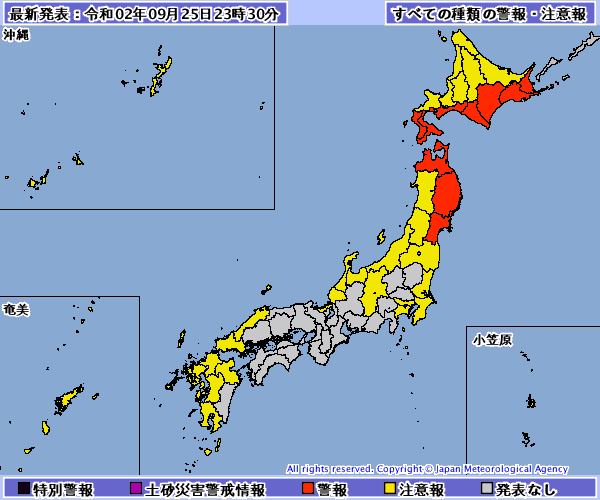 最新発表:令和02年09月25日23時30分
すべての種類の警報・注意報
沖縄
奄美
小笠原
All rights reserved. Copyright © Japan Meteorological Agency
特別警報 土砂災害警戒情報 警報 注意報 発表なし